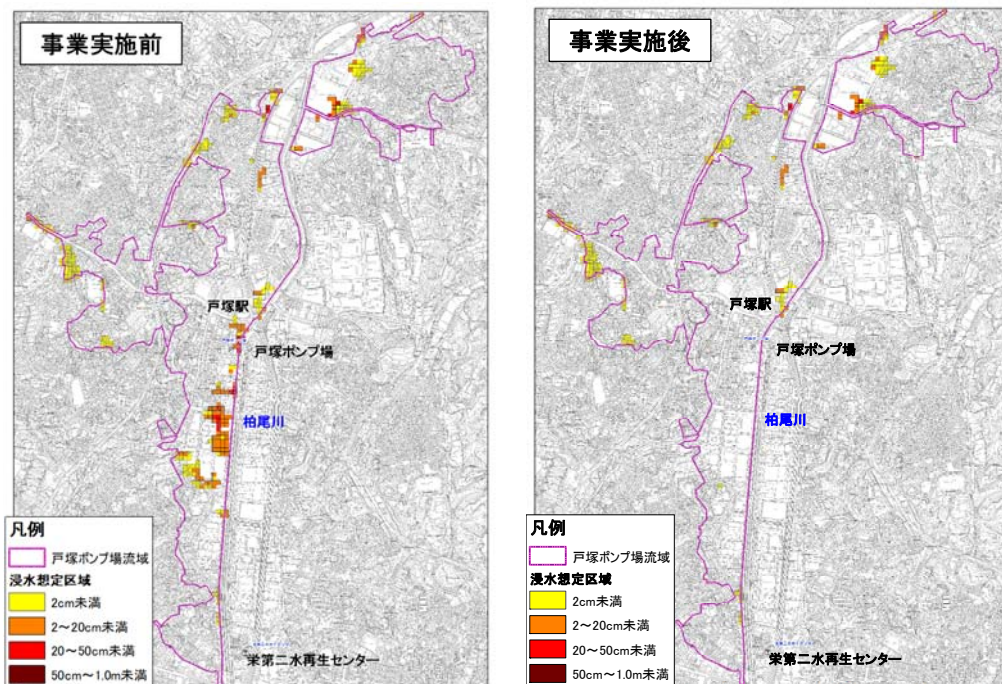 事業実施前
戸塚駅
戸塚ポンプ場
柏尾川
凡例
戸塚ポンプ場流域
浸水想定区域
2cm未満
2～20cm未満
20～50cm未満
50cm～1.0m未満
栄第二水再生センター
事業実施後
戸塚駅
戸塚ポンプ場
柏尾川
凡例
戸塚ポンプ場流域
浸水想定区域
2cm未満
2～20cm未満
20～50cm未満
50cm～1.0m未満
栄第二水再生センター